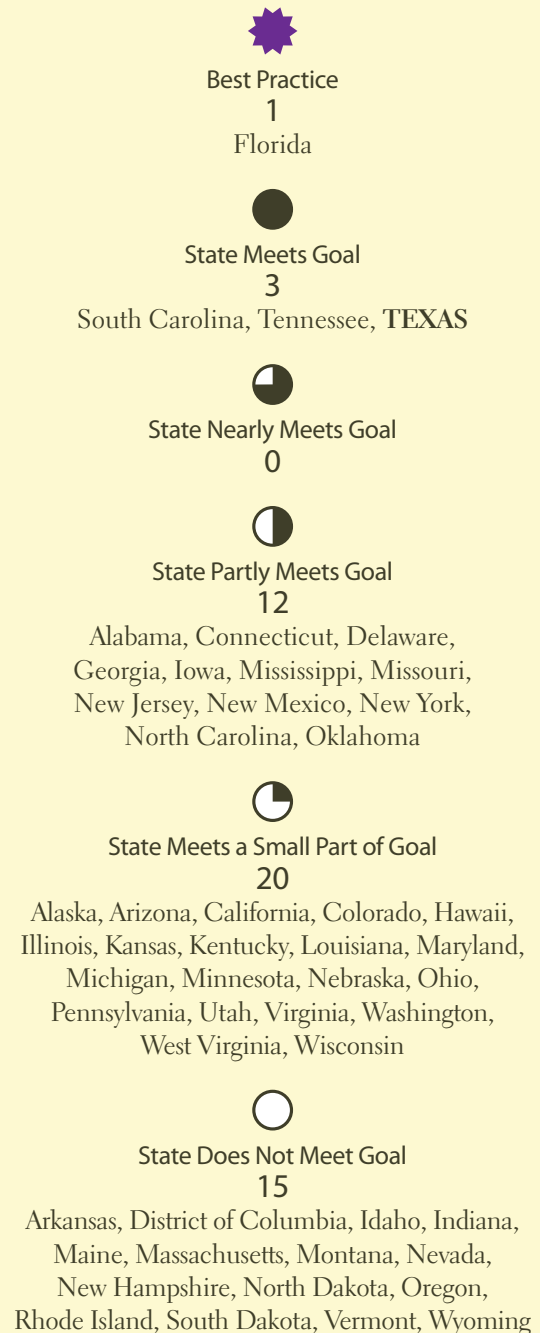 Best Practice
1
Florida
State Meets Goal
3
South Carolina, Tennessee, TEXAS
State Nearly Meets Goal
0
State Partly Meets Goal
12
Alabama, Connecticut, Delaware,
Georgia, Iowa, Mississippi, Missouri,
New Jersey, New Mexico, New York,
North Carolina, Oklahoma
State Meets a Small Part of Goal
20
Alaska, Arizona, California, Colorado, Hawaii,
Illinois, Kansas, Kentucky, Louisiana, Maryland,
Michigan, Minnesota, Nebraska, Ohio,
Pennsylvania, Utah, Virginia, Washington,
West Virginia, Wisconsin
State Does Not Meet Goal
15
Arkansas, District of Columbia, Idaho, Indiana,
Maine, Massachusetts, Montana, Nevada,
New Hampshire, North Dakota, Oregon,
Rhode Island, South Dakota, Vermont, Wyoming